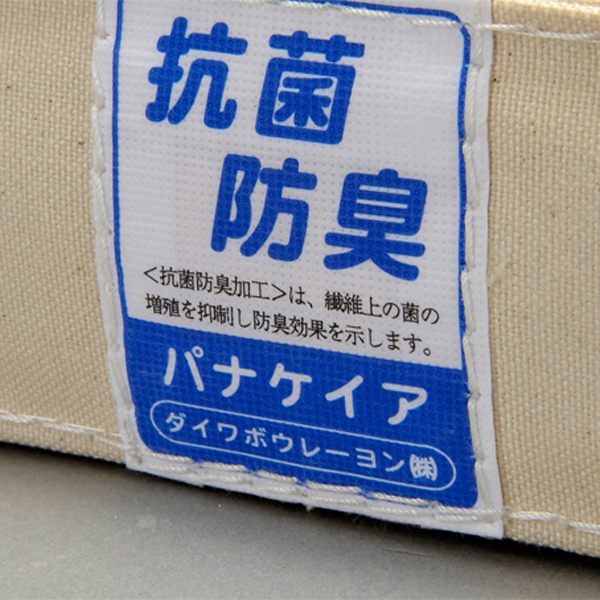 抗菌
防臭
<抗菌防臭加工>は、繊維上の菌の
増殖を抑制し防臭効果を示します。
パナケイア
ダイワボウレーヨン㈱